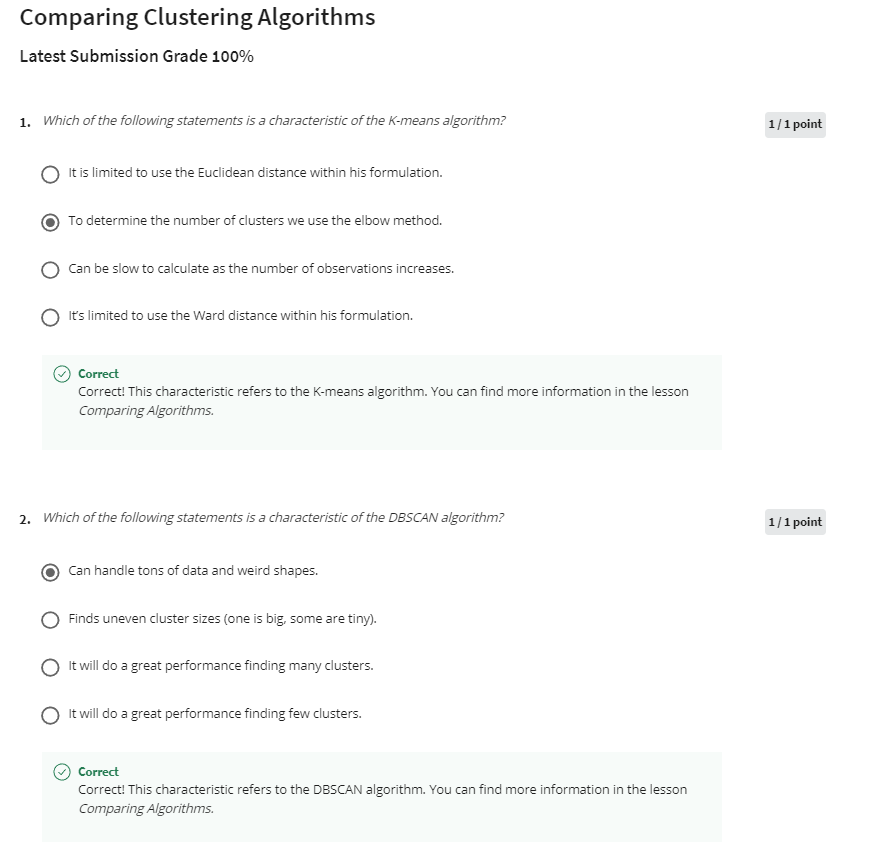 Comparing Clustering Algorithms
Latest Submission Grade 100%
1. Which of the following statements is a characteristic of the K-means algorithm?
1 / 1 point
It is limited to use the Euclidean distance within his formulation.
To determine the number of clusters we use the elbow method.
Can be slow to calculate as the number of observations increases.
It's limited to use the Ward distance within his formulation.
Correct
Correct! This characteristic refers to the K-means algorithm. You can find more information in the lesson
Comparing Algorithms.
2. Which of the following statements is a characteristic of the DBSCAN algorithm?
1 / 1 point
Can handle tons of data and weird shapes.
Finds uneven cluster sizes (one is big, some are tiny).
It will do a great performance finding many clusters.
It will do a great performance finding few clusters.
Correct
Correct! This characteristic refers to the DBSCAN algorithm. You can find more information in the lesson
Comparing Algorithms.